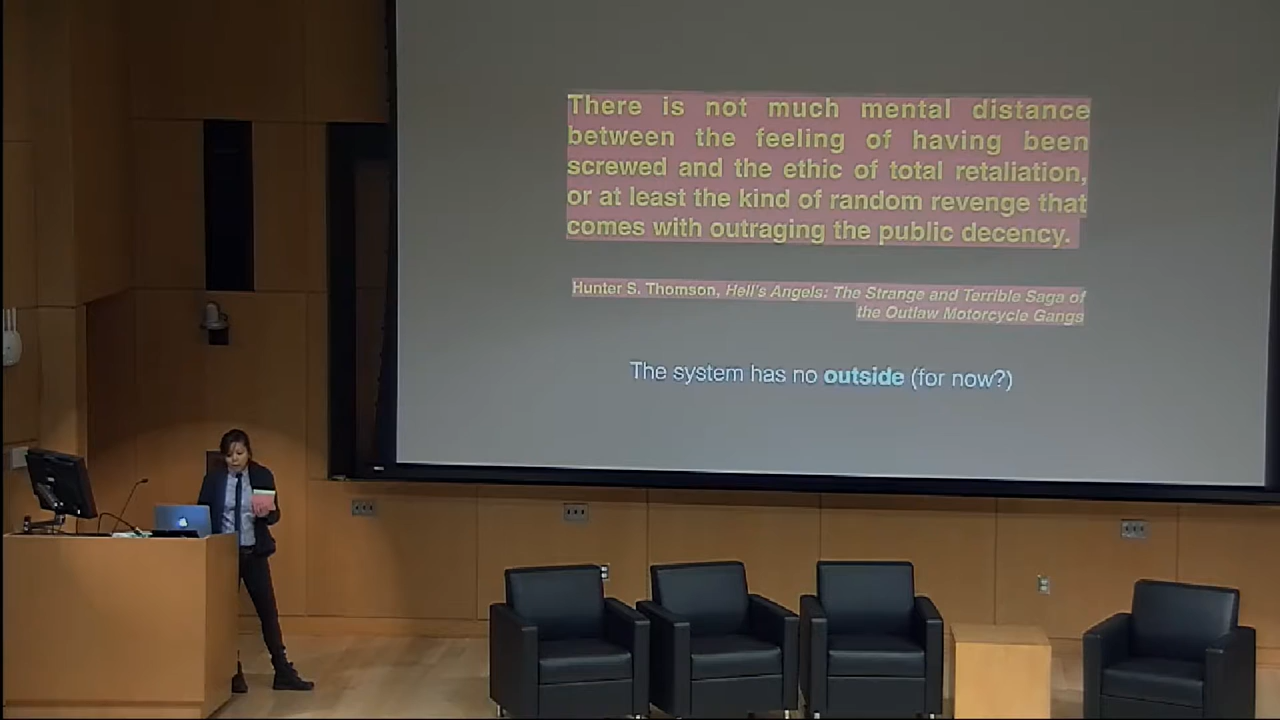 There is not much mental distance
between the feeling of having been
screwed and the ethic of total retaliation,
or at least the kind of random revenge that
comes with outraging the public decency.
Hunter S. Thomson, Hell's Angels: The Strange and Terrible Saga of
the Outlaw Motorcycle Gangs
The system has no outside (for now?)